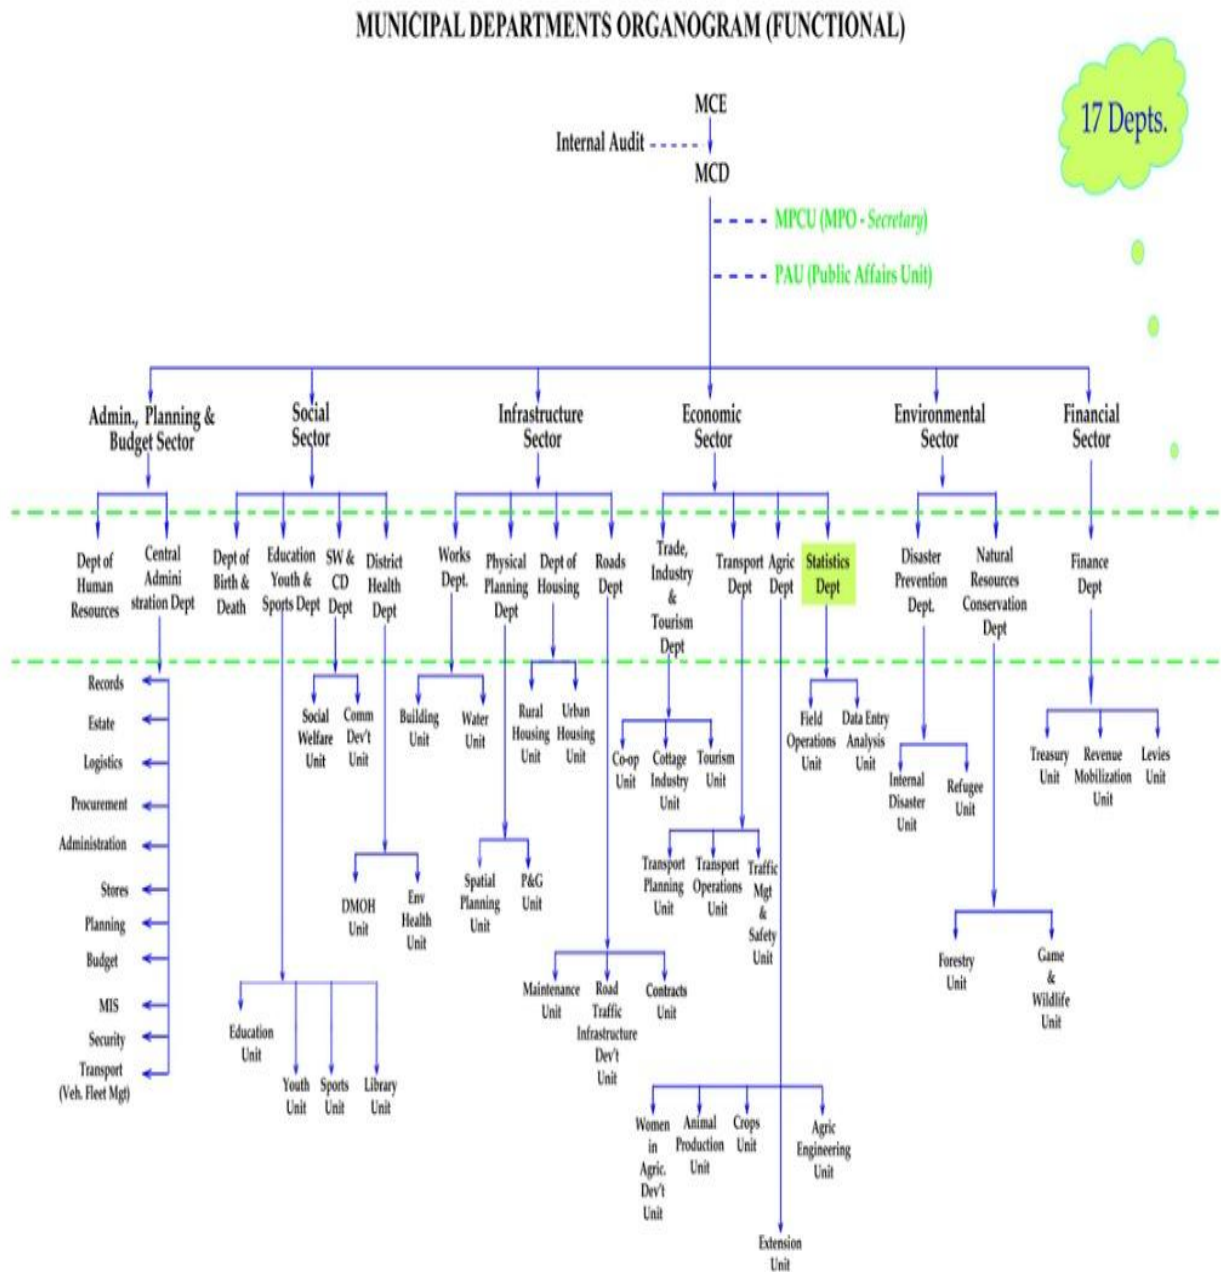 MUNICIPAL DEPARTMENTS ORGANOGRAM (FUNCTIONAL)
17 Depts.
MCE
Internal Audit
MCD
MPCU (MPO - Secretary)
PAU (Public Affairs Unit)
Admin., Planning &
Budget Sector
Social
Sector
Infrastructure
Sector
Economic
Sector
Environmental
Sector
Financial
Sector
Dept of
Human
Resources
Central
Admini
stration Dept
Dept of
Birth &
Death
Education
Youth &
Sports Dept
SW &
CD
Dept
District
Health
Dept
Works
Dept.
Physical
Planning
Dept
Dept of
Housing
Roads
Dept
Trade,
Industry
&
Tourism
Dept
Transport
Dept
Agric
Dept
Statistics
Dept
Disaster
Prevention
Dept.
Natural
Resources
Conservation
Dept
Finance
Dept
Records
Estate
Logistics
Procurement
Administration
Stores
Planning
Budget
MIS
Security
Transport
(Veh. Fleet Mgt)
Social
Welfare
Unit
Comm
Dev't
Unit
Building
Unit
Water
Unit
Rural
Housing
Unit
Urban
Housing
Unit
Co-op
Unit
Cottage
Industry
Unit
Tourism
Unit
Field
Operations
Unit
Data Entry
Analysis
Unit
Internal
Disaster
Unit
Refugee
Unit
Treasury
Unit
Revenue
Mobilization
Unit
Levies
Unit
DMOH
Unit
Env
Health
Unit
Spatial
Planning
Unit
P&G
Unit
Transport
Planning
Unit
Transport
Operations
Unit
Traffic
Mgt
&
Safety
Unit
Forestry
Unit
Game
&
Wildlife
Unit
Maintenance
Unit
Road
Traffic
Infrastructure
Dev't
Unit
Contracts
Unit
Education
Unit
Youth
Unit
Sports
Unit
Library
Unit
Women
in
Agric.
Dev't
Unit
Animal
Production
Unit
Crops
Unit
Agric
Engineering
Unit
Extension
Unit